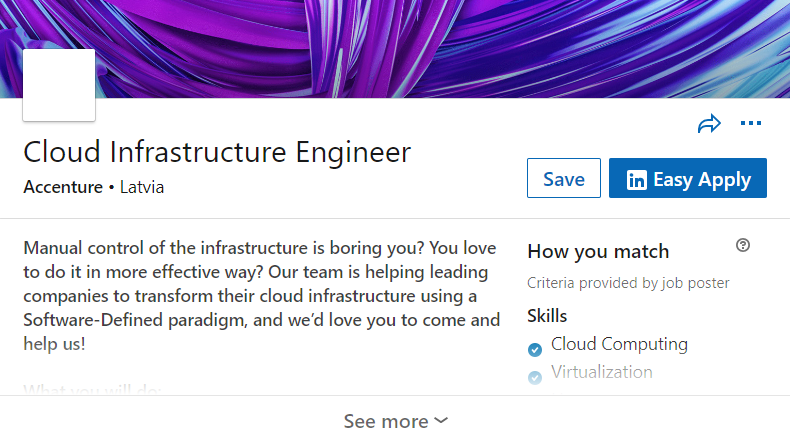 Cloud Infrastructure Engineer
Accenture • Latvia
Save
in Easy Apply
Manual control of the infrastructure is boring you? You love
to do it in more effective way? Our team is helping leading
companies to transform their cloud infrastructure using a
Software-Defined paradigm, and we’d love you to come and
help us!
What you will do:
How you match
?
Criteria provided by job poster
Skills
Cloud Computing
Virtualization
See more